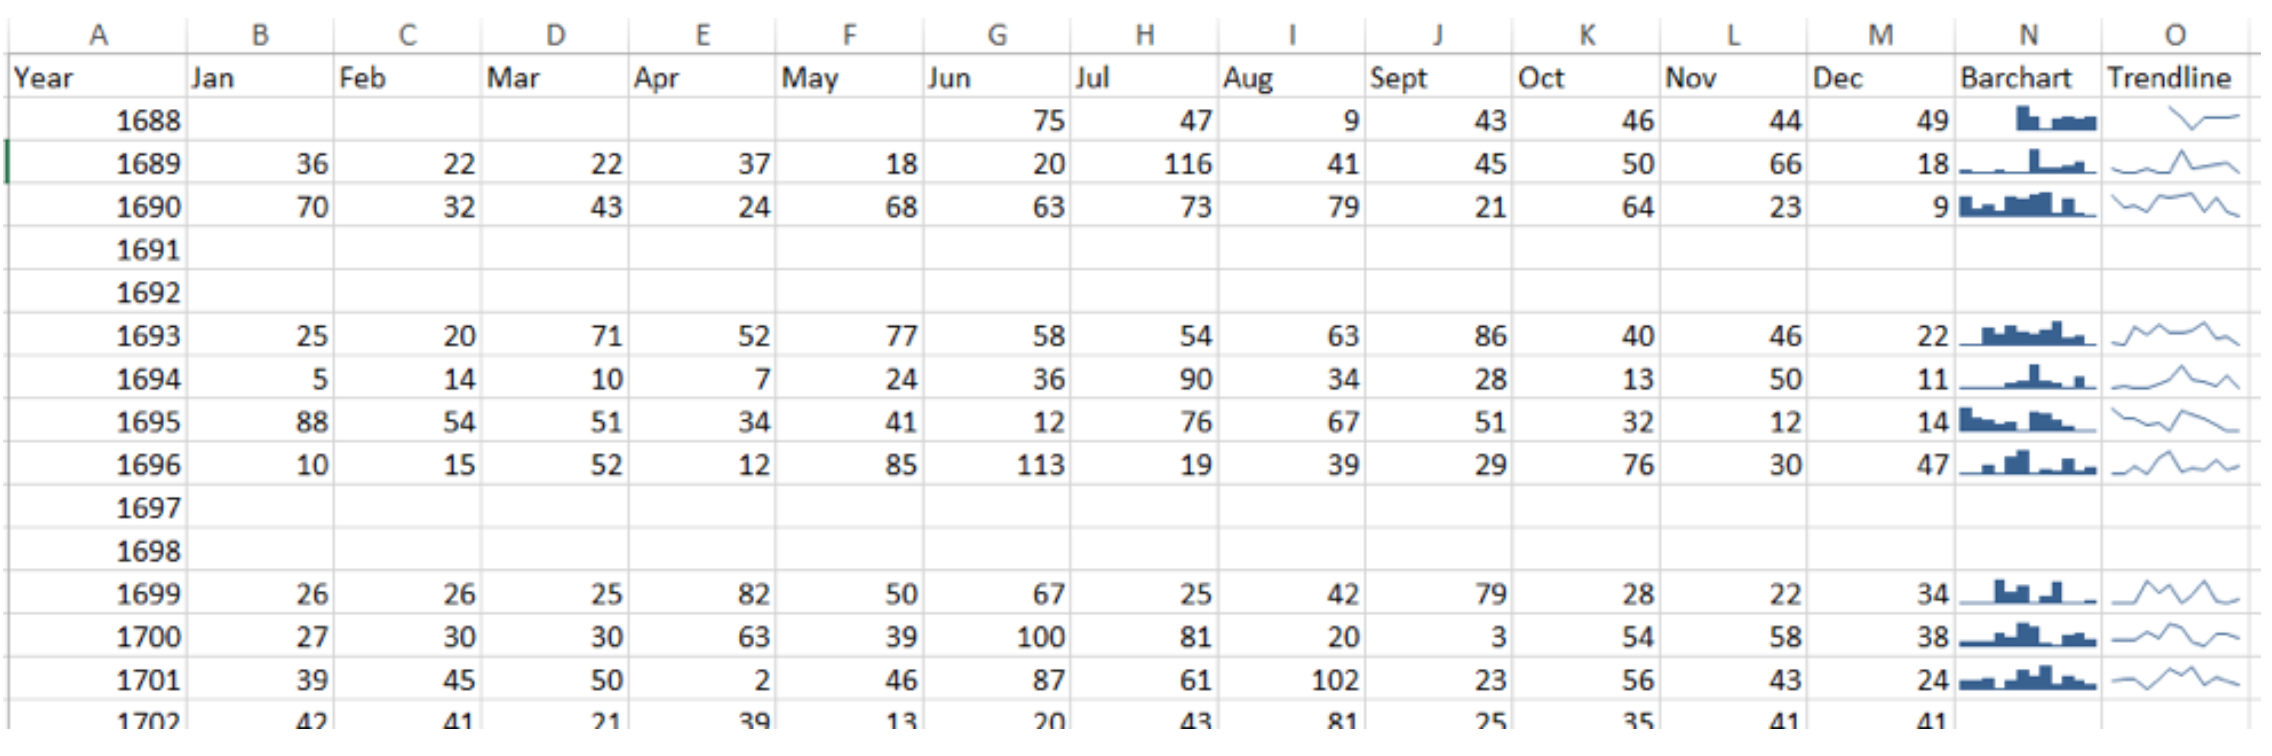 A B C D E F G H I J K L M N O
Year Jan Feb Mar Apr May Jun Jul Aug Sept Oct Nov Dec Barchart Trendline
1688 75 47 9 43 46 44 49
1689 36 22 22 37 18 20 116 41 45 50 66 18
1690 70 32 43 24 68 63 73 79 21 64 23 9
1691
1692
1693 25 20 71 52 77 58 54 63 86 40 46 22
1694 5 14 10 7 24 36 90 34 28 13 50 11
1695 88 54 51 34 41 12 76 67 51 32 12 14
1696 10 15 52 12 85 113 19 39 29 76 30 47
1697
1698
1699 26 26 25 82 50 67 25 42 79 28 22 34
1700 27 30 30 63 39 100 81 20 3 54 58 38
1701 39 45 50 2 46 87 61 102 23 56 43 24
1702 42 41 21 39 13 20 43 81 25 35 41 41